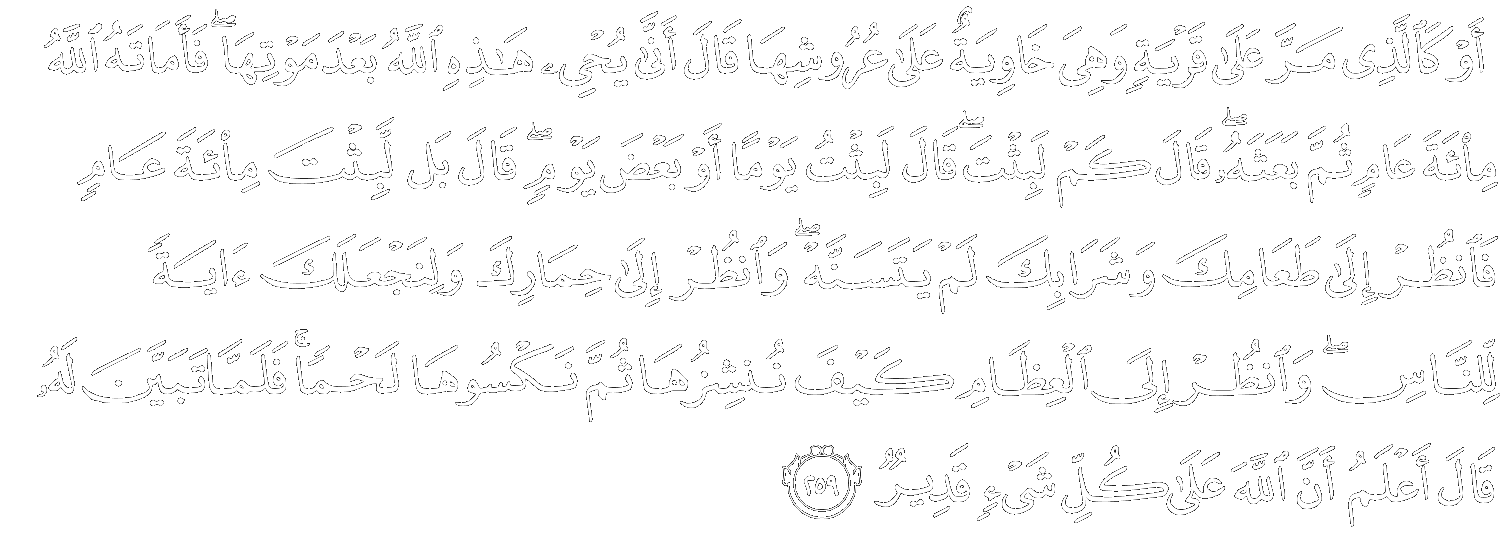 أَوْ كَٱلَّذِى مَرَّ عَلَىٰ قَرْيَةٍ وَهِىَ خَاوِيَةٌ عَلَىٰ عُرُوشِهَا قَالَ أَنَّىٰ يُحْىِۦ هَـٰذِهِ ٱللَّهُ بَعْدَ مَوْتِهَا ۖ فَأَمَاتَهُ ٱللَّهُ
مِا۟ئَةَ عَامٍ ثُمَّ بَعَثَهُۥ ۖ قَالَ كَمْ لَبِثْتَ ۖ قَالَ لَبِثْتُ يَوْمًا أَوْ بَعْضَ يَوْمٍ ۖ قَالَ بَل لَّبِثْتَ مِا۟ئَةَ عَامٍ
فَٱنظُرْ إِلَىٰ طَعَامِكَ وَشَرَابِكَ لَمْ يَتَسَنَّهْ ۖ وَٱنظُرْ إِلَىٰ حِمَارِكَ وَلِنَجْعَلَكَ ءَايَةً
لِّلنَّاسِ ۖ وَٱنظُرْ إِلَى ٱلْعِظَامِ كَيْفَ نُنشِزُهَا ثُمَّ نَكْسُوهَا لَحْمًا ۚ فَلَمَّا تَبَيَّنَ لَهُۥ
قَالَ أَعْلَمُ أَنَّ ٱللَّهَ عَلَىٰ كُلِّ شَىْءٍ قَدِيرٌ ٢٥٩